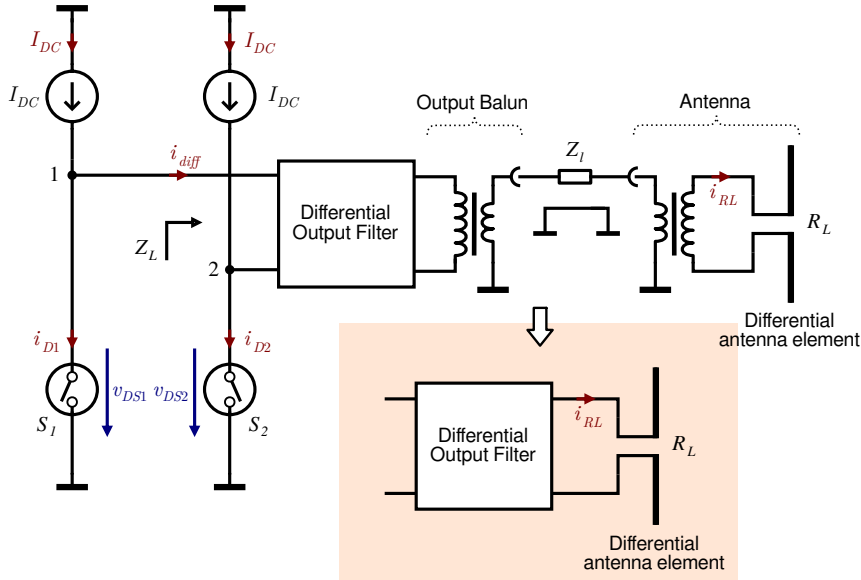 I_DC
I_DC
I_DC
I_DC
Output Balun
Antenna
1
i_diff
Z_l
i_RL
Differential
Output Filter
Z_L
R_L
2
Differential
antenna element
i_D1
i_D2
v_DS1
v_DS2
S_1
S_2
i_RL
Differential
Output Filter
R_L
Differential
antenna element